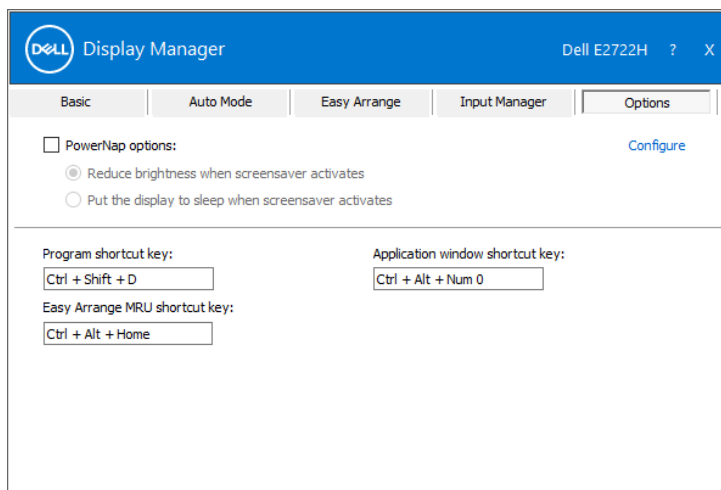 DELL Display Manager Dell E2722H ? X
Basic Auto Mode Easy Arrange Input Manager Options
PowerNap options: Configure
Reduce brightness when screensaver activates
Put the display to sleep when screensaver activates
Program shortcut key: Application window shortcut key:
Ctrl + Shift + D Ctrl + Alt + Num 0
Easy Arrange MRU shortcut key:
Ctrl + Alt + Home